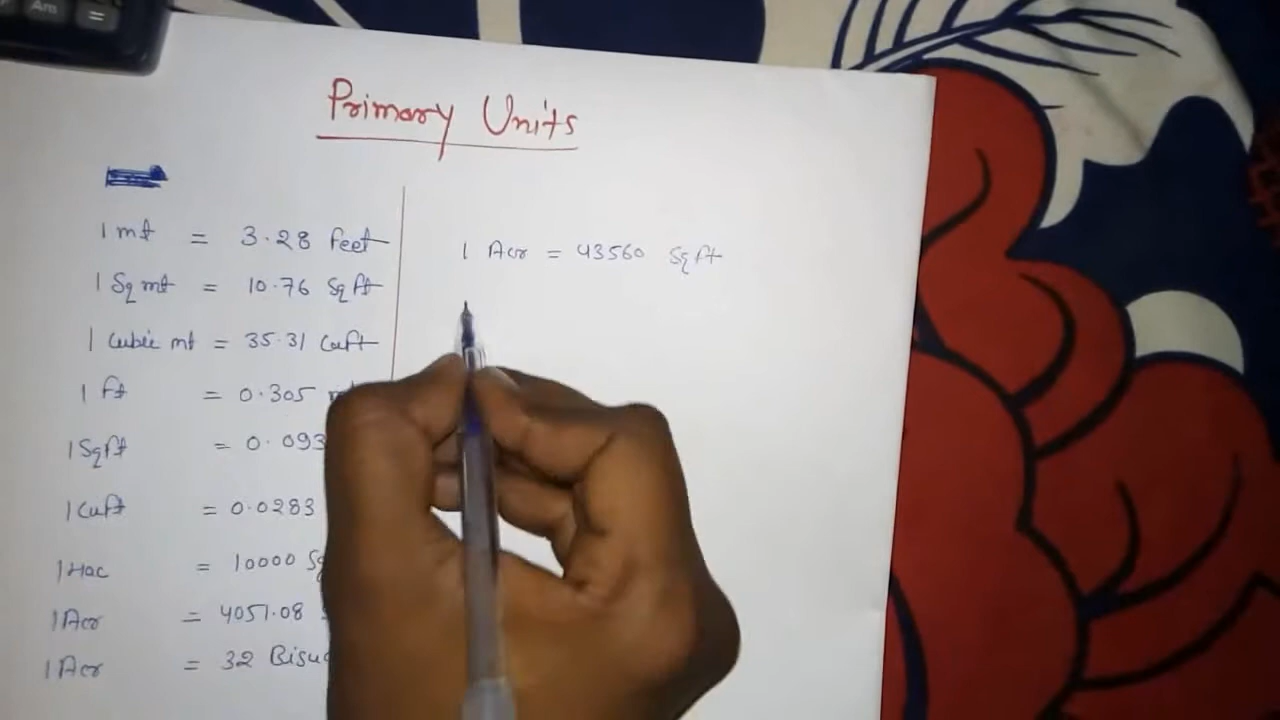 Am
=
Primary Units
1 mt = 3.28 feet
1 Sq mt = 10.76 Sq ft
1 Cubic mt = 35.31 Cuft
1 ft = 0.305
1 Sqft = 0.093
1 Cuft = 0.0283
1 Hac = 10000
1 Acr = 4051.08
1 Acr = 32
1 Acr = 43560 Sqft